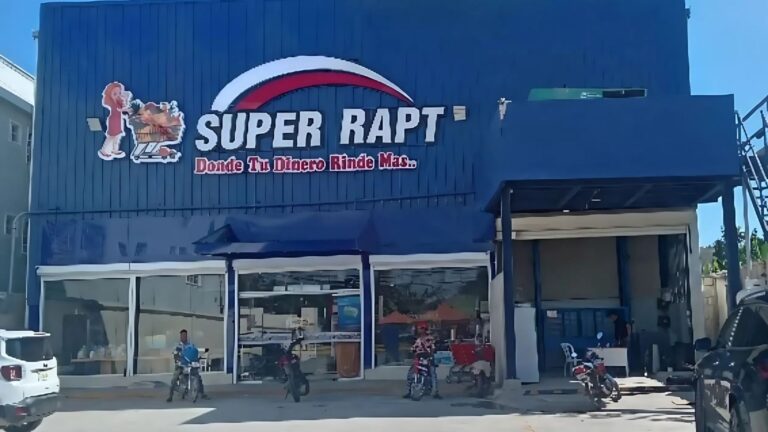 SUPER RAPT
Donde Tu Dinero Rinde Mas..